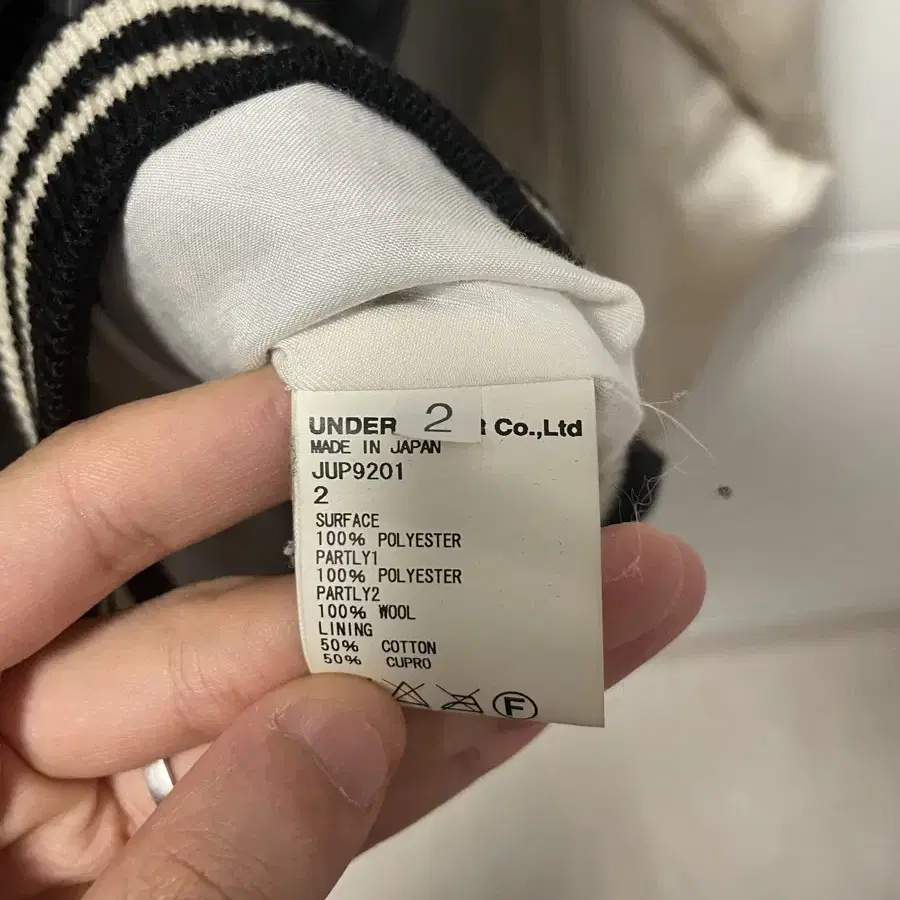 UNDER 2 R Co.,Ltd
MADE IN JAPAN
JUP9201
2
SURFACE
100% POLYESTER
PARTLY1
100% POLYESTER
PARTLY2
100% WOOL
LINING
50% COTTON
50% CUPRO
F